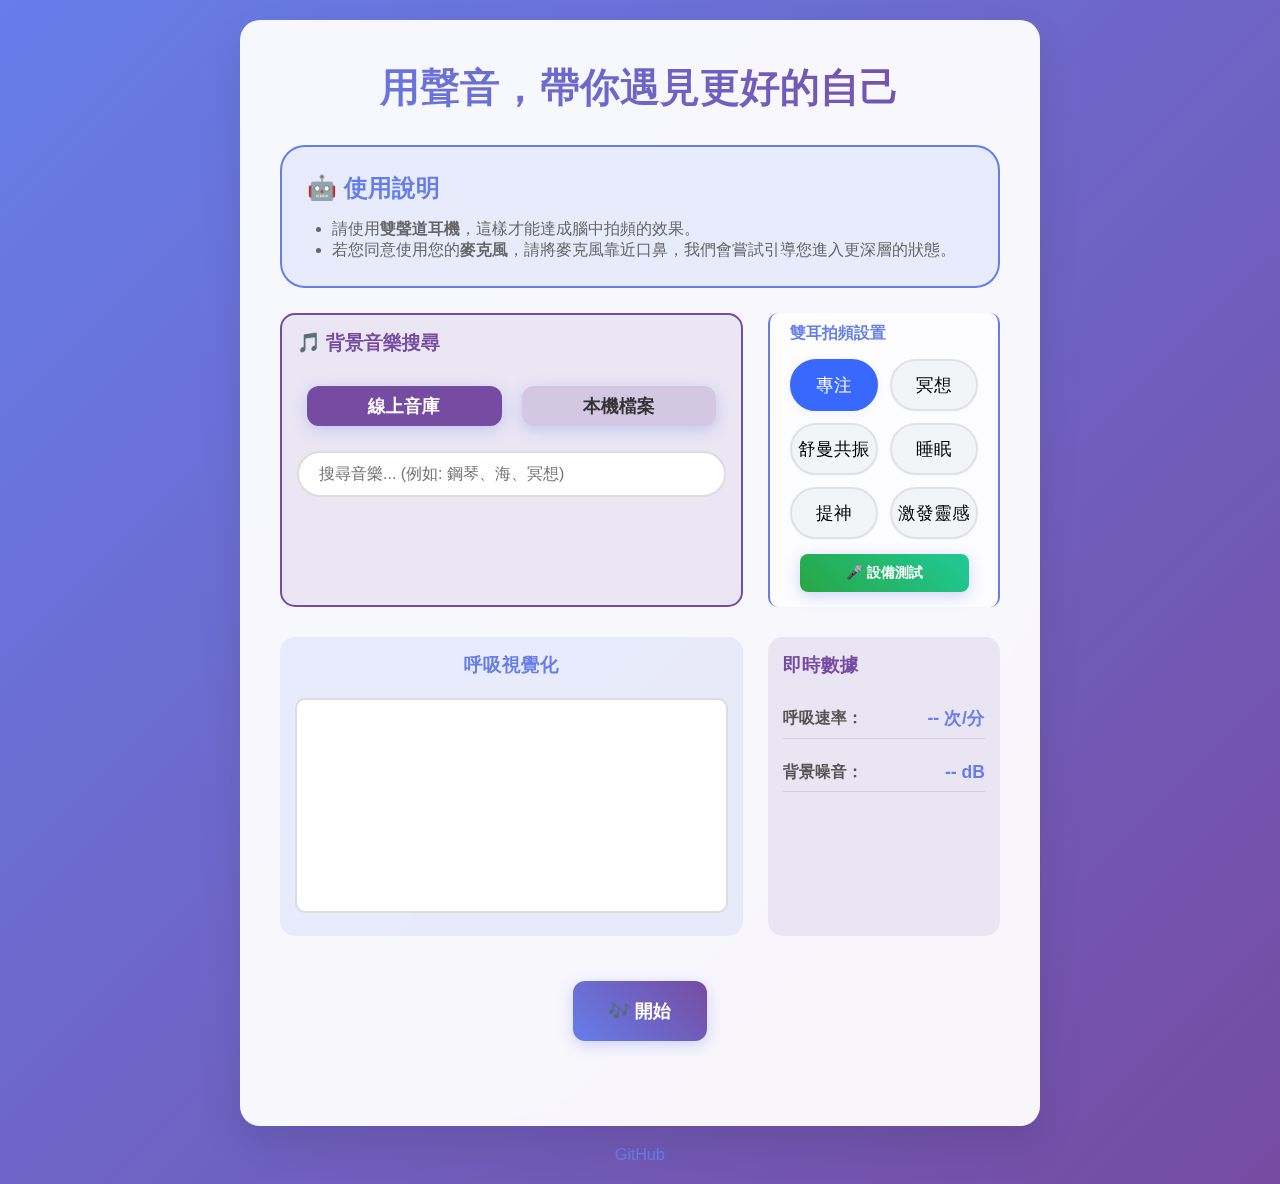 用聲音，帶你遇見更好的自己
🤖 使用說明
請使用雙聲道耳機，這樣才能達成腦中拍頻的效果。
若您同意使用您的麥克風，請將麥克風靠近口鼻，我們會嘗試引導您進入更深層的狀態。
🎵 背景音樂搜尋
線上音庫
本機檔案
搜尋音樂... (例如: 鋼琴、海、冥想)
雙耳拍頻設置
專注
冥想
舒曼共振
睡眠
提神
激發靈感
🎤 設備測試
呼吸視覺化
即時數據
呼吸速率：
-- 次/分
背景噪音：
-- dB
🎶 開始
GitHub